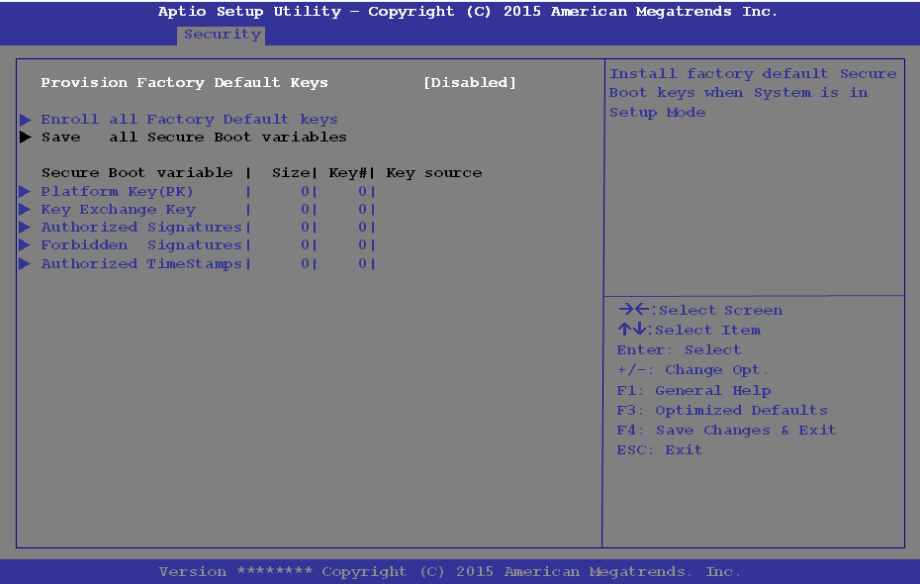 Aptio Setup Utility – Copyright (C) 2015 American Megatrends Inc.
Security
Provision Factory Default Keys [Disabled]
▶ Enroll all Factory Default keys
▶ Save all Secure Boot variables
Secure Boot variable | Size| Key#| Key source
▶ Platform Key(PK) | 0| 0|
▶ Key Exchange Key | 0| 0|
▶ Authorized Signatures| 0| 0|
▶ Forbidden Signatures| 0| 0|
▶ Authorized TimeStamps| 0| 0|
Install factory default Secure
Boot keys when System is in
Setup Mode
→←:Select Screen
↑↓:Select Item
Enter: Select
+/-: Change Opt.
F1: General Help
F3: Optimized Defaults
F4: Save Changes & Exit
ESC: Exit
Version ******** Copyright (C) 2015 American Megatrends. Inc.